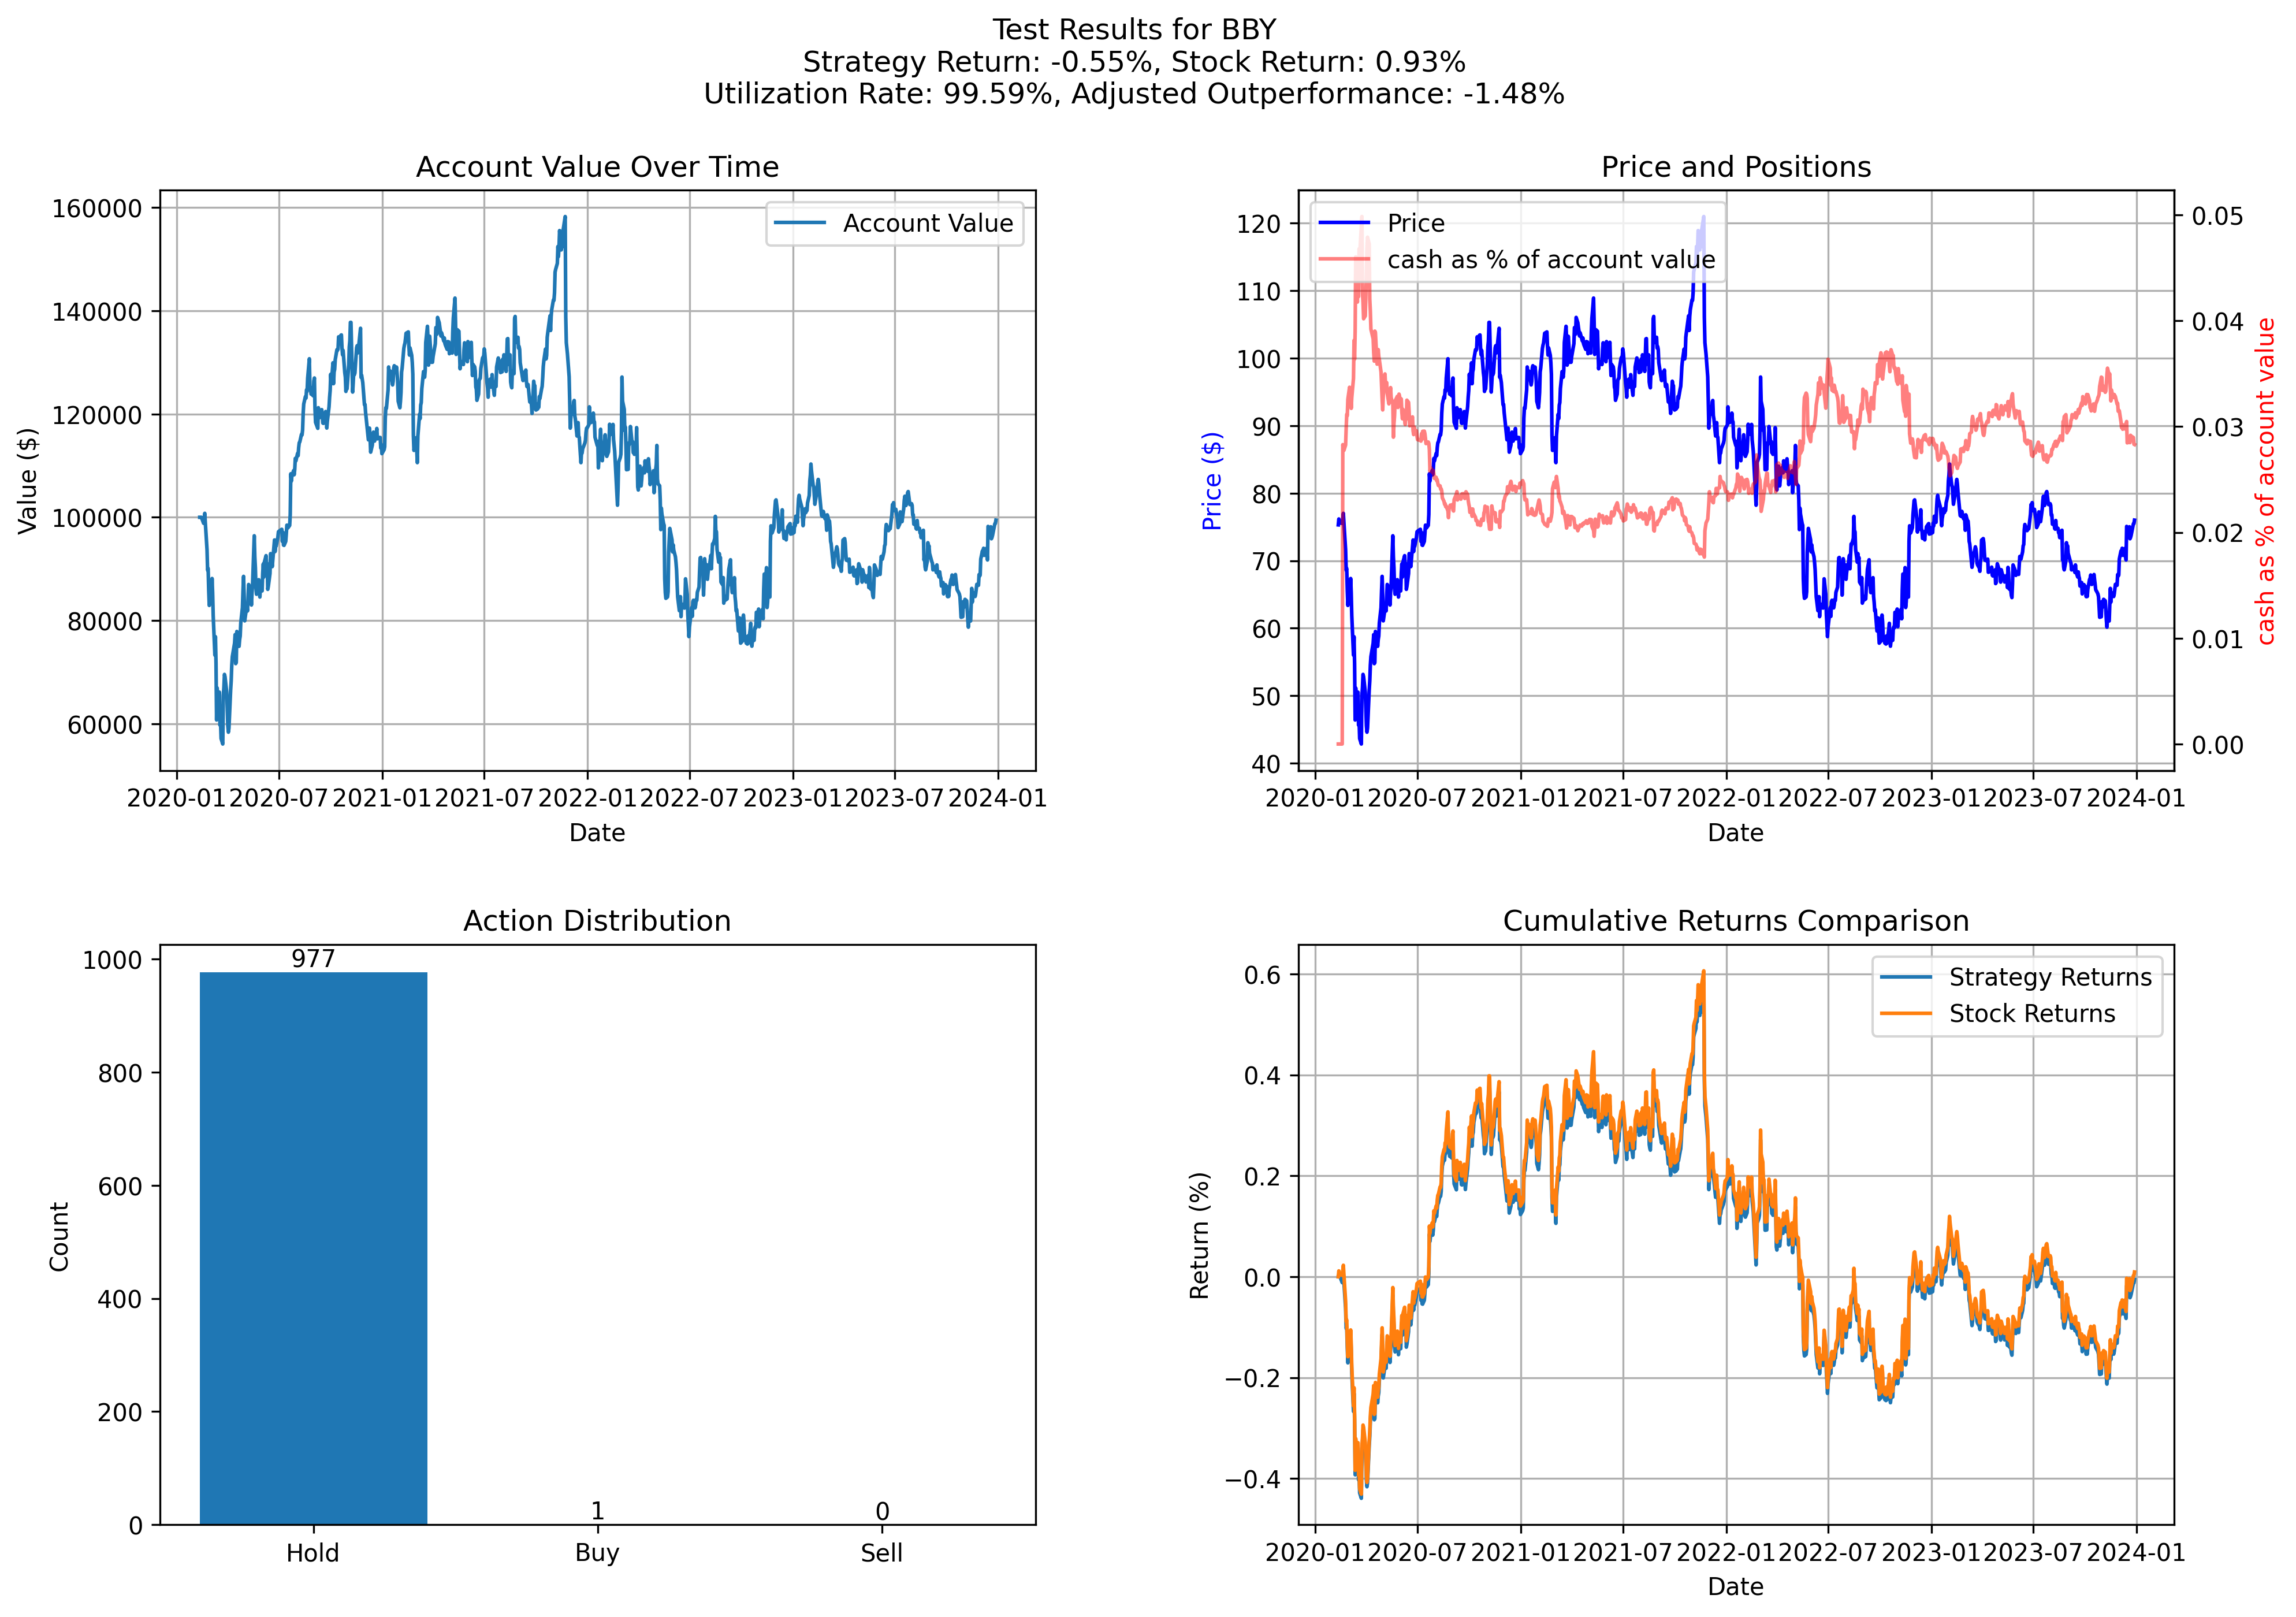 Test Results for BBY
Strategy Return: -0.55%, Stock Return: 0.93%
Utilization Rate: 99.59%, Adjusted Outperformance: -1.48%
Account Value Over Time
Account Value
Value ($)
160000
140000
120000
100000
80000
60000
2020-01 2020-07 2021-01 2021-07 2022-01 2022-07 2023-01 2023-07 2024-01
Date
Price and Positions
Price
cash as % of account value
Price ($)
120
110
100
90
80
70
60
50
40
0.05
0.04
0.03
0.02
0.01
0.00
cash as % of account value
2020-01 2020-07 2021-01 2021-07 2022-01 2022-07 2023-01 2023-07 2024-01
Date
Action Distribution
Count
1000
800
600
400
200
0
977
1
0
Hold Buy Sell
Cumulative Returns Comparison
Strategy Returns
Stock Returns
Return (%)
0.6
0.4
0.2
0.0
−0.2
−0.4
2020-01 2020-07 2021-01 2021-07 2022-01 2022-07 2023-01 2023-07 2024-01
Date